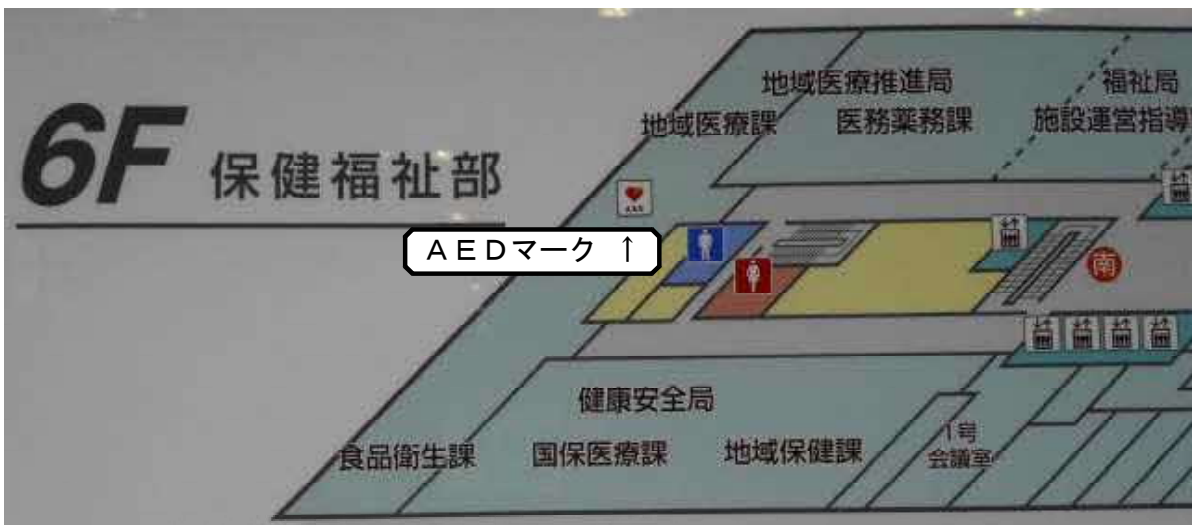 6F 保健福祉部
地域医療推進局
地域医療課
医務薬務課
福祉局
施設運営指導
AEDマーク ↑
南
健康安全局
食品衛生課
国保医療課
地域保健課
1号
会議室